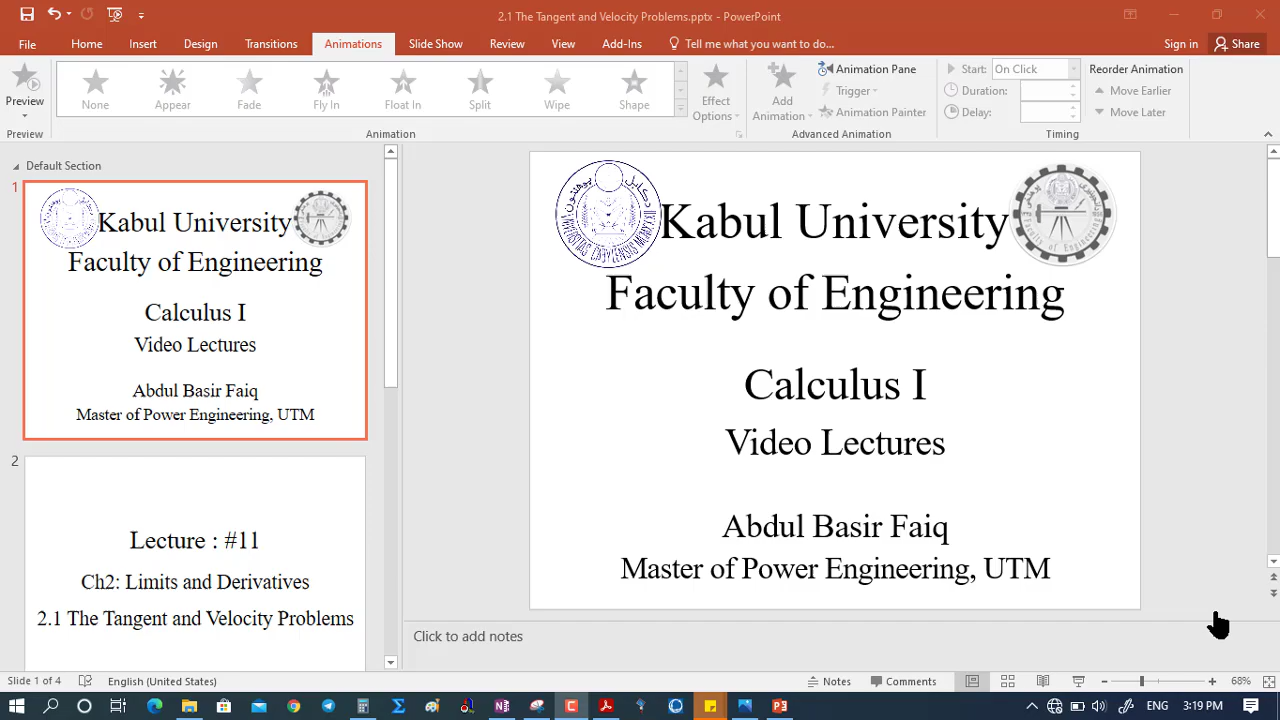 2.1 The Tangent and Velocity Problems.pptx - PowerPoint
File Home Insert Design Transitions Animations Slide Show Review View Add-Ins Tell me what you want to do... Sign in Share
Preview
None Appear Fade Fly In Float In Split Wipe Shape
Effect Options
Add Animation
Animation Pane
Trigger
Animation Painter
Start: On Click
Duration:
Delay:
Reorder Animation
Move Earlier
Move Later
Preview Animation Advanced Animation Timing
Default Section
1
Kabul University
Faculty of Engineering
Calculus I
Video Lectures
Abdul Basir Faiq
Master of Power Engineering, UTM
2
Lecture : #11
Ch2: Limits and Derivatives
2.1 The Tangent and Velocity Problems
Kabul University
Faculty of Engineering
Calculus I
Video Lectures
Abdul Basir Faiq
Master of Power Engineering, UTM
Click to add notes
Slide 1 of 4 English (United States) Notes Comments 68%
ENG 3:19 PM